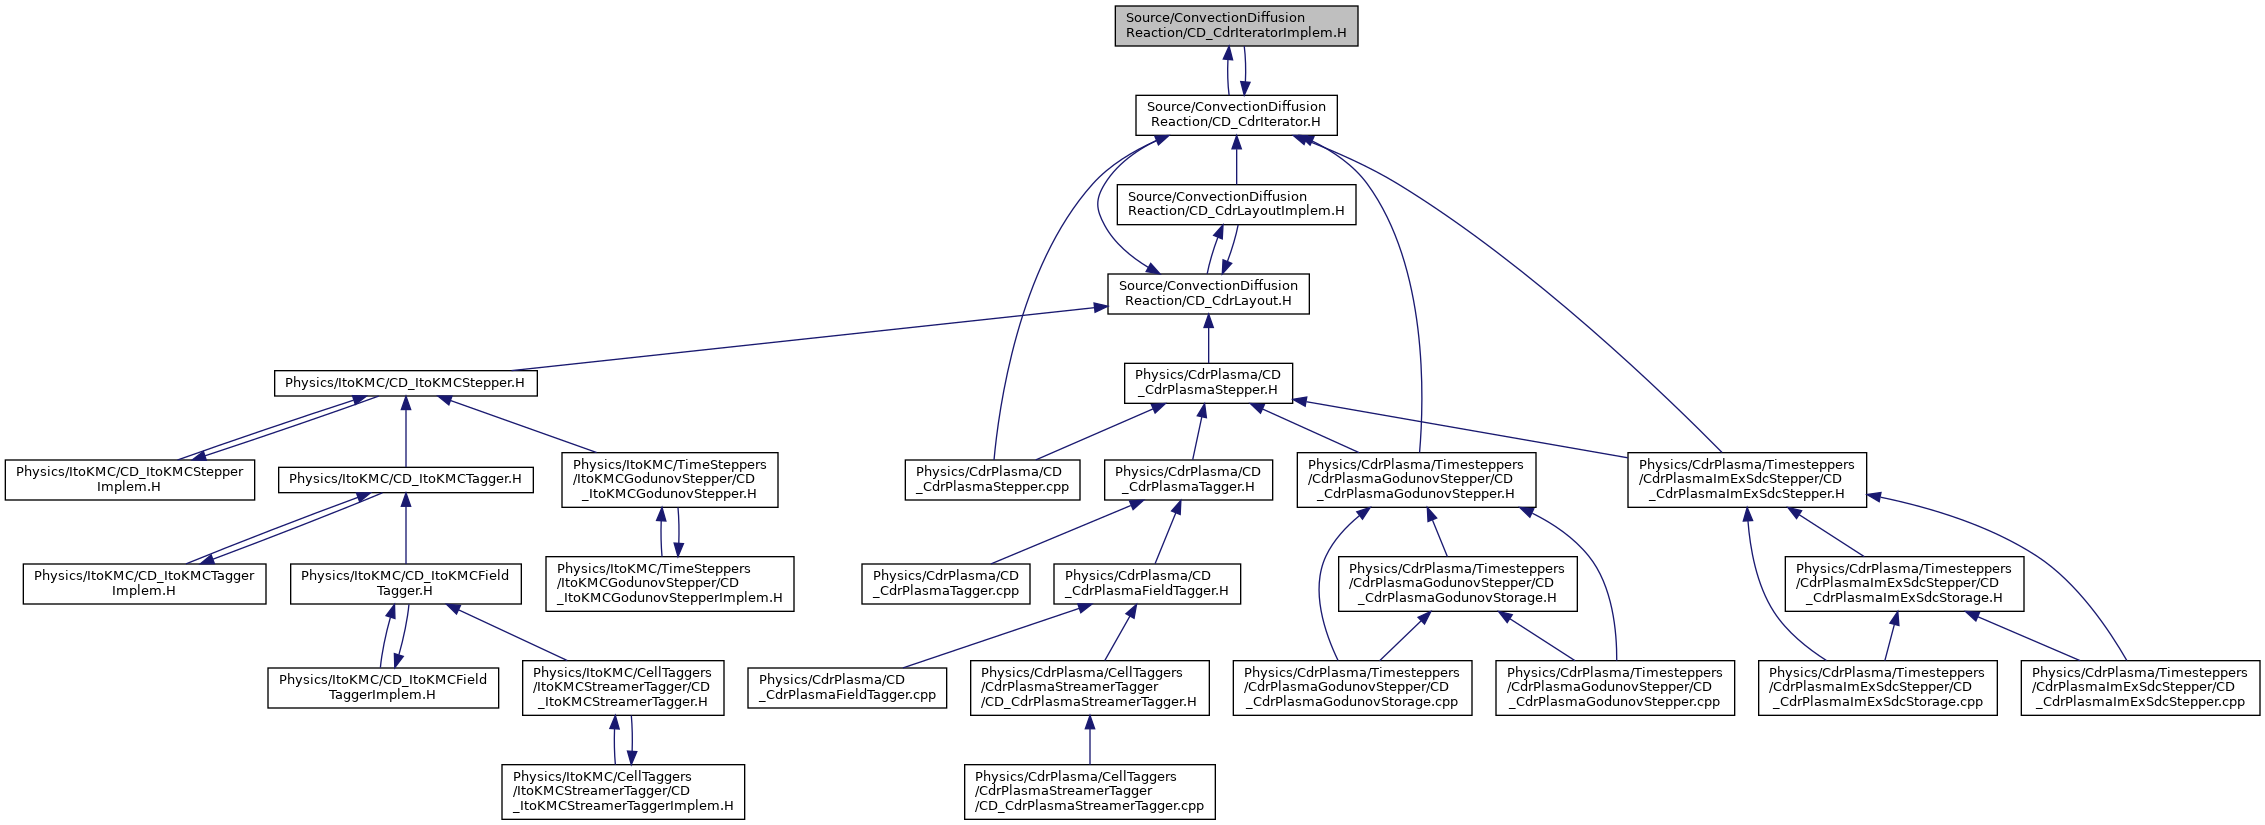 Source/ConvectionDiffusion
Reaction/CD_CdrIteratorImplem.H
Source/ConvectionDiffusion
Reaction/CD_CdrIterator.H
Source/ConvectionDiffusion
Reaction/CD_CdrLayoutImplem.H
Source/ConvectionDiffusion
Reaction/CD_CdrLayout.H
Physics/ItoKMC/CD_ItoKMCStepper.H
Physics/CdrPlasma/CD
_CdrPlasmaStepper.H
Physics/ItoKMC/CD_ItoKMCStepper
Implem.H
Physics/ItoKMC/CD_ItoKMCTagger.H
Physics/ItoKMC/TimeSteppers
/ItoKMCGodunovStepper/CD
_ItoKMCGodunovStepper.H
Physics/CdrPlasma/CD
_CdrPlasmaStepper.cpp
Physics/CdrPlasma/CD
_CdrPlasmaTagger.H
Physics/CdrPlasma/Timesteppers
/CdrPlasmaGodunovStepper/CD
_CdrPlasmaGodunovStepper.H
Physics/CdrPlasma/Timesteppers
/CdrPlasmaImExSdcStepper/CD
_CdrPlasmaImExSdcStepper.H
Physics/ItoKMC/CD_ItoKMCTagger
Implem.H
Physics/ItoKMC/CD_ItoKMCField
Tagger.H
Physics/ItoKMC/TimeSteppers
/ItoKMCGodunovStepper/CD
_ItoKMCGodunovStepperImplem.H
Physics/CdrPlasma/CD
_CdrPlasmaTagger.cpp
Physics/CdrPlasma/CD
_CdrPlasmaFieldTagger.H
Physics/CdrPlasma/Timesteppers
/CdrPlasmaGodunovStepper/CD
_CdrPlasmaGodunovStorage.H
Physics/CdrPlasma/Timesteppers
/CdrPlasmaImExSdcStepper/CD
_CdrPlasmaImExSdcStorage.H
Physics/ItoKMC/CD_ItoKMCField
TaggerImplem.H
Physics/ItoKMC/CellTaggers
/ItoKMCStreamerTagger/CD
_ItoKMCStreamerTagger.H
Physics/CdrPlasma/CD
_CdrPlasmaFieldTagger.cpp
Physics/CdrPlasma/CellTaggers
/CdrPlasmaStreamerTagger
/CD_CdrPlasmaStreamerTagger.H
Physics/CdrPlasma/Timesteppers
/CdrPlasmaGodunovStepper/CD
_CdrPlasmaGodunovStorage.cpp
Physics/CdrPlasma/Timesteppers
/CdrPlasmaGodunovStepper/CD
_CdrPlasmaGodunovStepper.cpp
Physics/CdrPlasma/Timesteppers
/CdrPlasmaImExSdcStepper/CD
_CdrPlasmaImExSdcStorage.cpp
Physics/CdrPlasma/Timesteppers
/CdrPlasmaImExSdcStepper/CD
_CdrPlasmaImExSdcStepper.cpp
Physics/ItoKMC/CellTaggers
/ItoKMCStreamerTagger/CD
_ItoKMCStreamerTaggerImplem.H
Physics/CdrPlasma/CellTaggers
/CdrPlasmaStreamerTagger
/CD_CdrPlasmaStreamerTagger.cpp